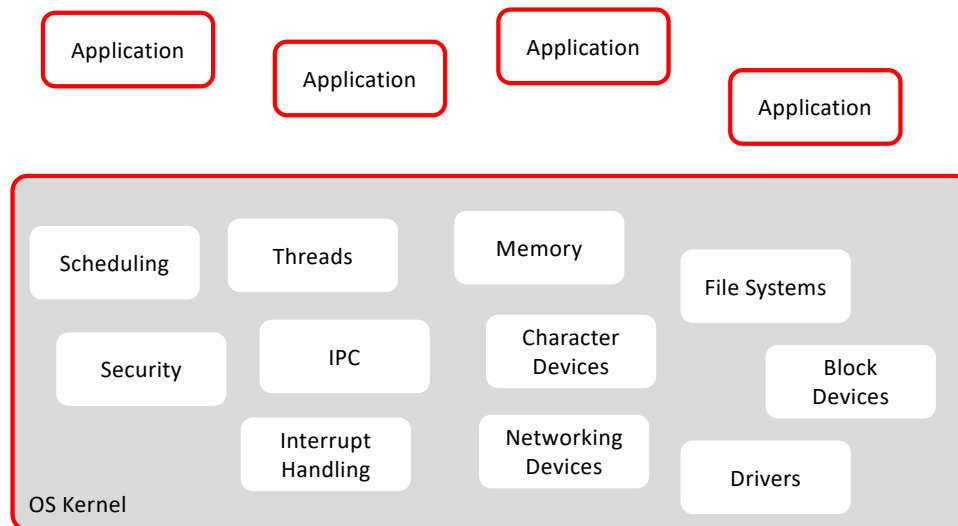 Application
Application
Application
Application
Scheduling
Threads
Memory
File Systems
Security
IPC
Character
Devices
Block
Devices
Interrupt
Handling
Networking
Devices
Drivers
OS Kernel